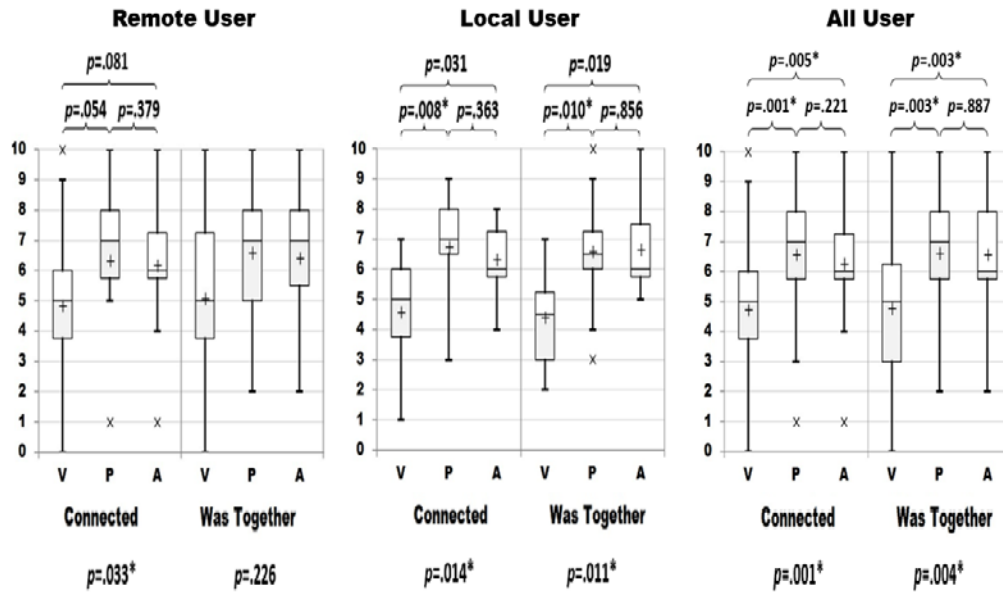 Remote User
Local User
All User
p=.081
p=.054 p=.379
p=.031
p=.008* p=.363
p=.019
p=.010* p=.856
p=.005*
p=.001* p=.221
p=.003*
p=.003* p=.887
10
9
8
7
6
5
4
3
2
1
0
V P A V P A
Connected Was Together
p=.033* p=.226
10
9
8
7
6
5
4
3
2
1
0
V P A V P A
Connected Was Together
p=.014* p=.011*
10
9
8
7
6
5
4
3
2
1
0
V P A V P A
Connected Was Together
p=.001* p=.004*